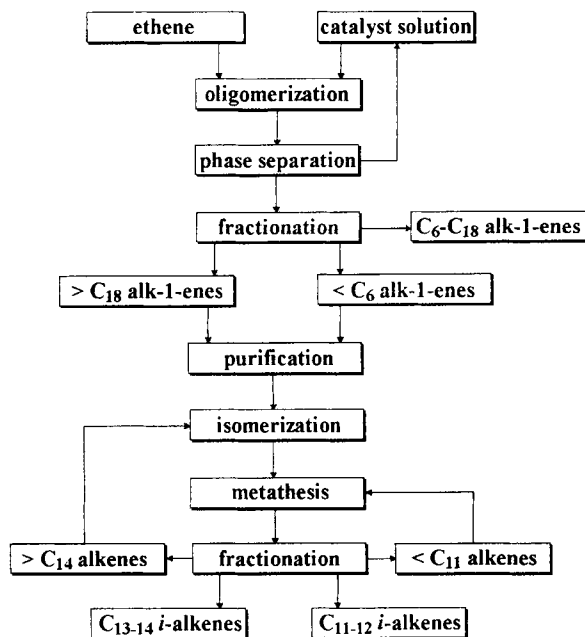 ethene
catalyst solution
oligomerization
phase separation
fractionation
C₆-C₁₈ alk-1-enes
> C₁₈ alk-1-enes
< C₆ alk-1-enes
purification
isomerization
metathesis
> C₁₄ alkenes
fractionation
< C₁₁ alkenes
C₁₃₋₁₄ i-alkenes
C₁₁₋₁₂ i-alkenes